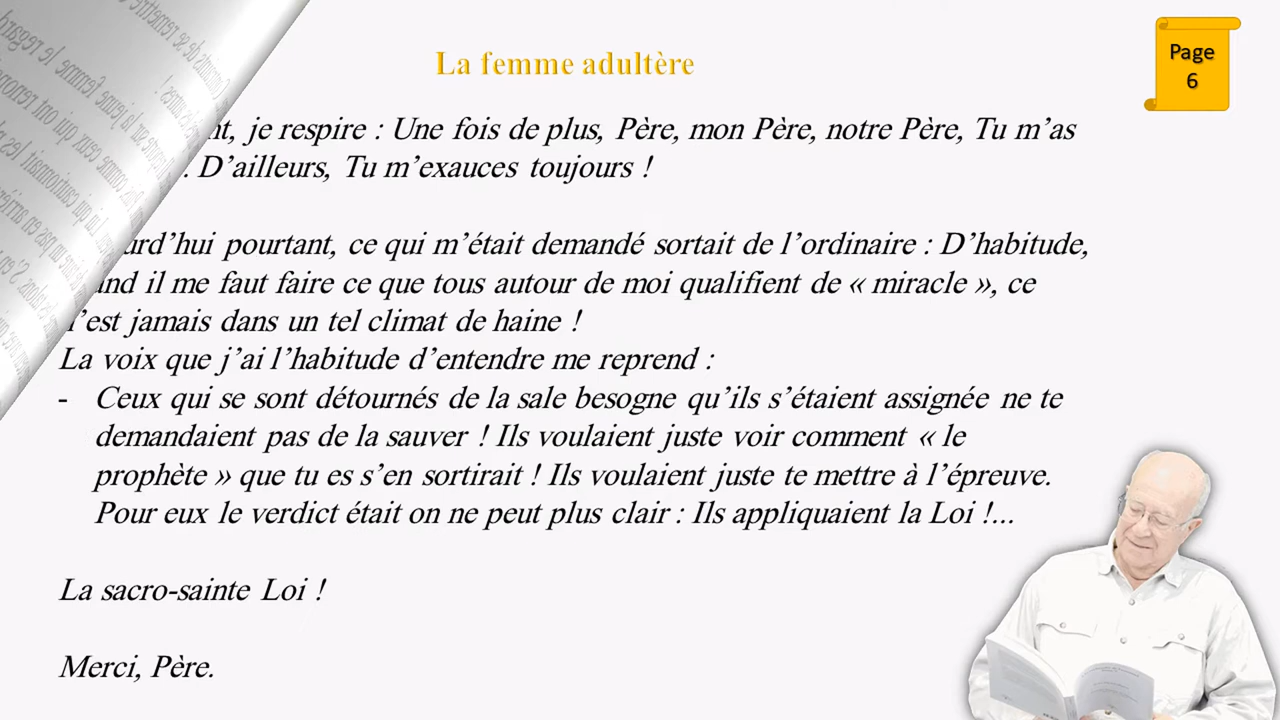 La femme adultère
Page
6
je respire : Une fois de plus, Père, mon Père, notre Père, Tu m’as
D’ailleurs, Tu m’exauces toujours !
pourtant, ce qui m’était demandé sortait de l’ordinaire : D’habitude,
il me faut faire ce que tous autour de moi qualifient de « miracle », ce
n’est jamais dans un tel climat de haine !
La voix que j’ai l’habitude d’entendre me reprend :
- Ceux qui se sont détournés de la sale besogne qu’ils s’étaient assignée ne te
demandaient pas de la sauver ! Ils voulaient juste voir comment « le
prophète » que tu es s’en sortirait ! Ils voulaient juste te mettre à l’épreuve.
Pour eux le verdict était on ne peut plus clair : Ils appliquaient la Loi !...
La sacro-sainte Loi !
Merci, Père.